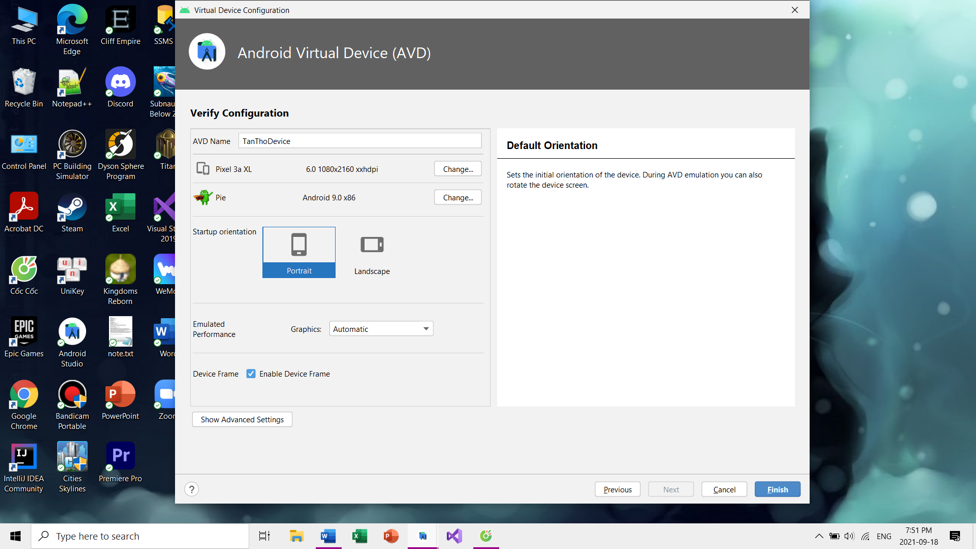 Virtual Device Configuration
Android Virtual Device (AVD)
Verify Configuration
AVD Name
TanThoDevice
Pixel 3a XL
6.0 1080x2160 xxhdpi
Change...
Pie
Android 9.0 x86
Change...
Startup orientation
Portrait
Landscape
Emulated
Performance
Graphics:
Automatic
Device Frame
Enable Device Frame
Show Advanced Settings
Default Orientation
Sets the initial orientation of the device. During AVD emulation you can also
rotate the device screen.
?
Previous
Next
Cancel
Finish
This PC
Microsoft
Edge
Cliff Empire
SSMS
Recycle Bin
Notepad++
Discord
Subnau
Below Z
Control Panel
PC Building
Simulator
Dyson Sphere
Program
Titan
Acrobat DC
Steam
Excel
Visual St
2019
Cốc Cốc
UniKey
Kingdoms
Reborn
WeMo
EPIC
GAMES
Epic Games
Android
Studio
note.txt
Word
Google
Chrome
Bandicam
Portable
PowerPoint
Zoom
IntelliJ IDEA
Community
Cities
Skylines
Pr
Premiere Pro
Type here to search
ENG
7:51 PM
2021-09-18